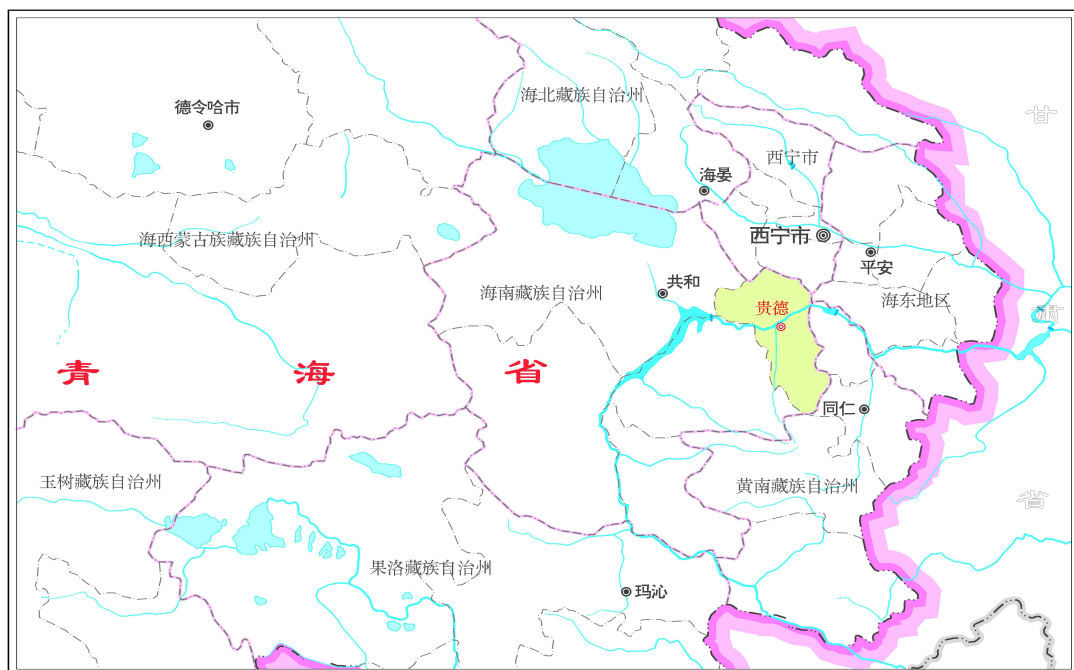 海北藏族自治州
德令哈市
甘
西宁市
海晏
西宁市
海西蒙古族藏族自治州
平安
共和
海南藏族自治州
海东地区
贵德
肃
青海省
同仁
玉树藏族自治州
黄南藏族自治州
省
果洛藏族自治州
玛沁